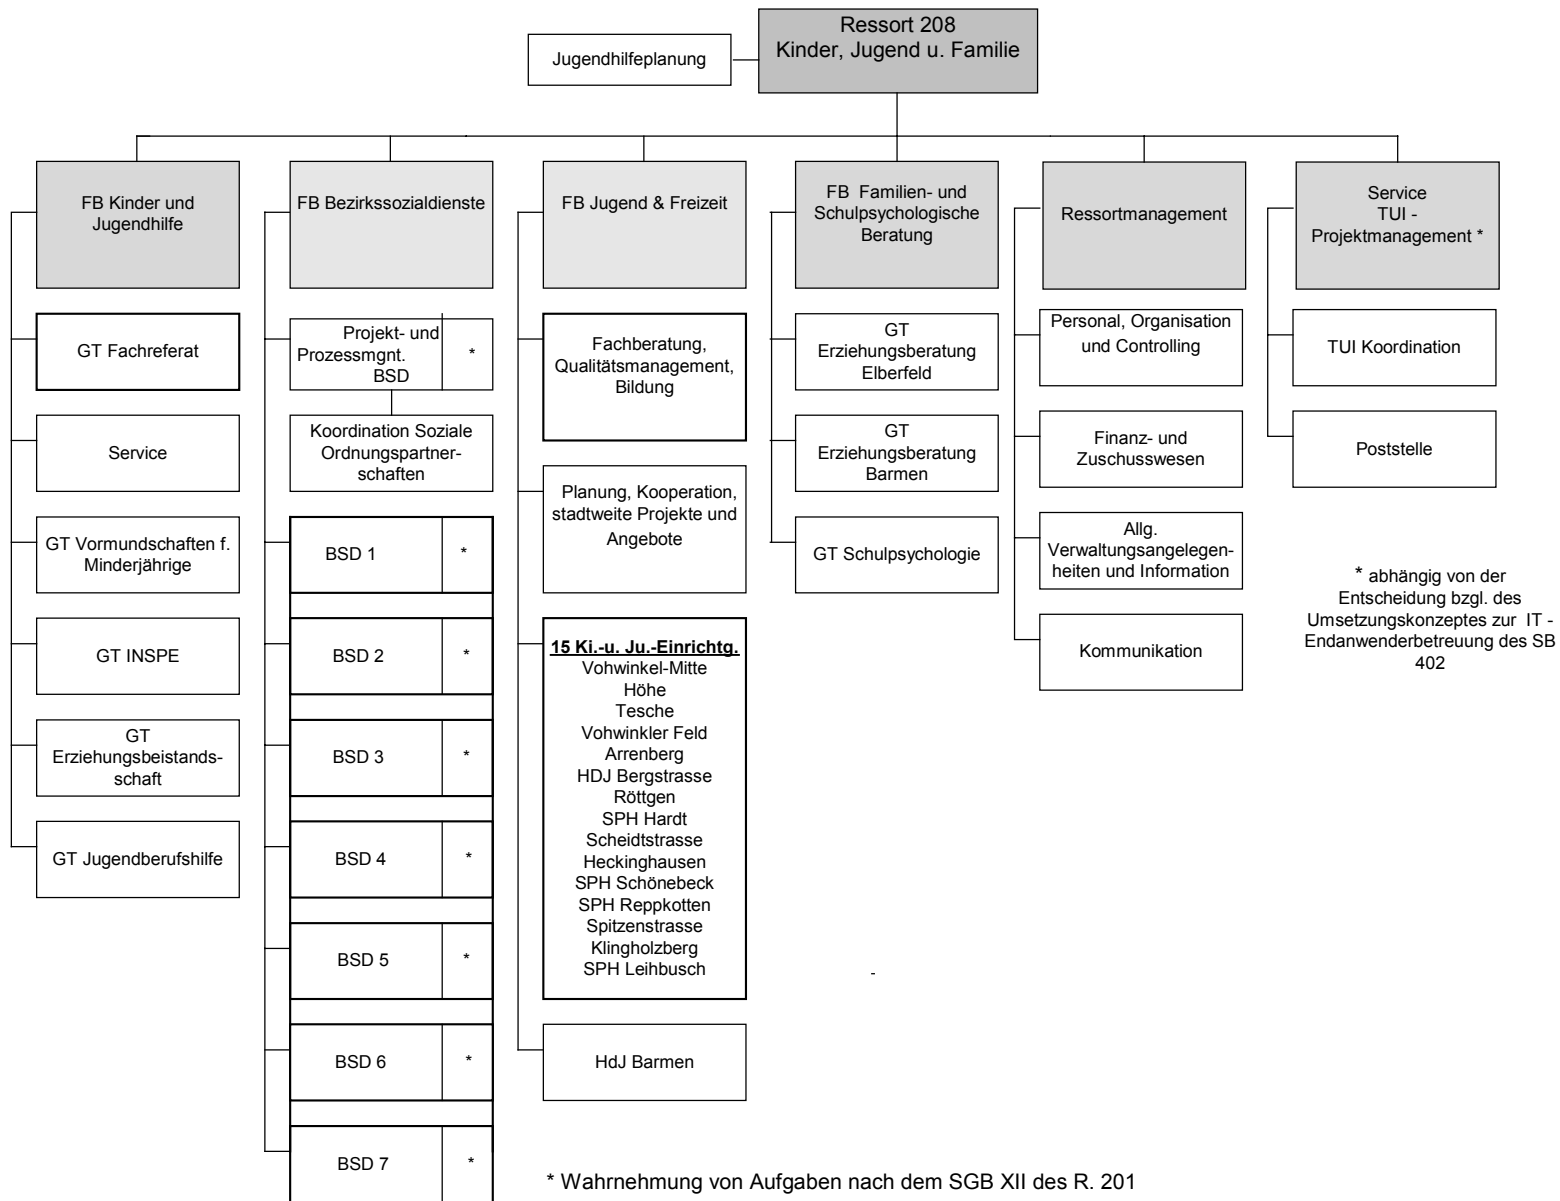 Ressort 208
Kinder, Jugend u. Familie
Jugendhilfeplanung
FB Kinder und
Jugendhilfe
GT Fachreferat
Service
GT Vormundschaften f.
Minderjährige
GT INSPE
GT
Erziehungsbeistands-
schaft
GT Jugendberufshilfe
FB Bezirkssozialdienste
Projekt- und
Prozessmgnt.
BSD
*
Koordination Soziale
Ordnungspartner-
schaften
BSD 1 *
BSD 2 *
BSD 3 *
BSD 4 *
BSD 5 *
BSD 6 *
BSD 7 *
FB Jugend & Freizeit
Fachberatung,
Qualitätsmanagement,
Bildung
Planung, Kooperation,
stadtweite Projekte und
Angebote
15 Ki.-u. Ju.-Einrichtg.
Vohwinkel-Mitte
Höhe
Tesche
Vohwinkler Feld
Arrenberg
HDJ Bergstrasse
Röttgen
SPH Hardt
Scheidtstrasse
Heckinghausen
SPH Schönebeck
SPH Reppkotten
Spitzenstrasse
Klingholzberg
SPH Leihbusch
HdJ Barmen
FB Familien- und
Schulpsychologische
Beratung
GT
Erziehungsberatung
Elberfeld
GT
Erziehungsberatung
Barmen
GT Schulpsychologie
-
Ressortmanagement
Personal, Organisation
und Controlling
Finanz- und
Zuschusswesen
Allg.
Verwaltungsangelegen-
heiten und Information
Kommunikation
Service
TUI -
Projektmanagement *
TUI Koordination
Poststelle
* abhängig von der
Entscheidung bzgl. des
Umsetzungskonzeptes zur IT -
Endanwenderbetreuung des SB
402
* Wahrnehmung von Aufgaben nach dem SGB XII des R. 201